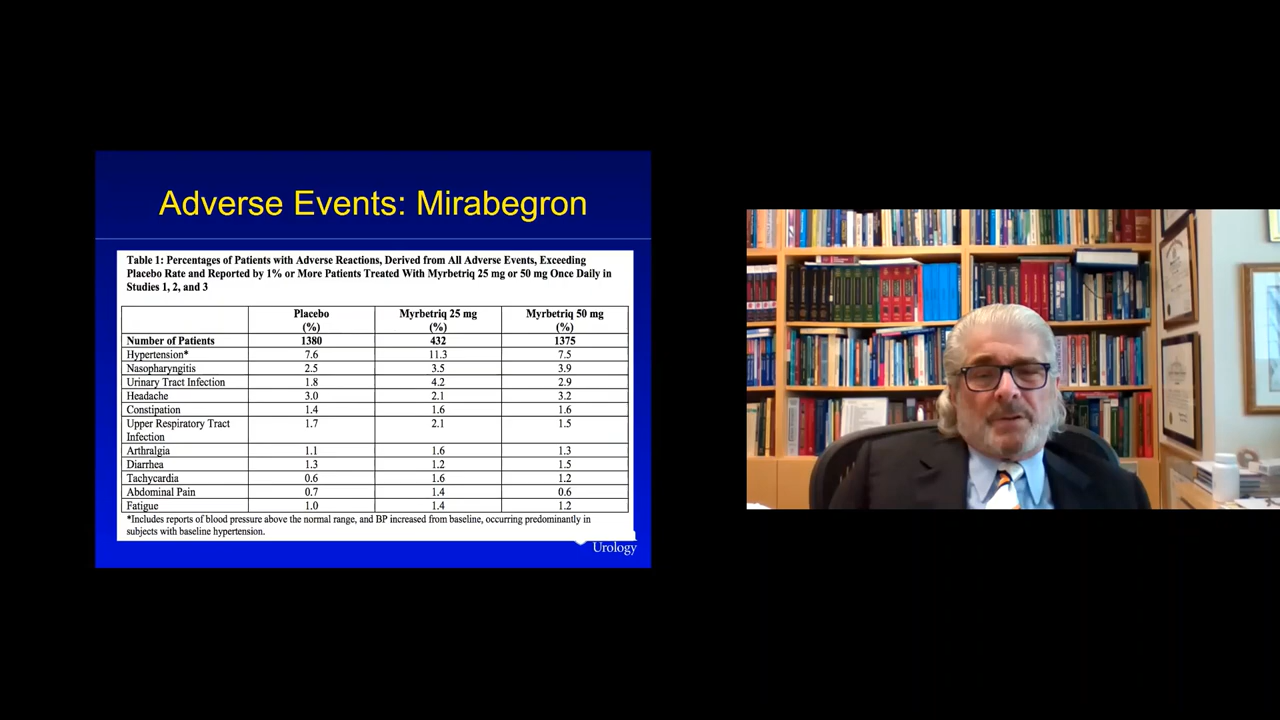 Adverse Events: Mirabegron
Table 1: Percentages of Patients with Adverse Reactions, Derived from All Adverse Events, Exceeding
Placebo Rate and Reported by 1% or More Patients Treated With Myrbetriq 25 mg or 50 mg Once Daily in
Studies 1, 2, and 3
Placebo (%) Myrbetriq 25 mg (%) Myrbetriq 50 mg (%)
Number of Patients 1380 432 1375
Hypertension* 7.6 11.3 7.5
Nasopharyngitis 2.5 3.5 3.9
Urinary Tract Infection 1.8 4.2 2.9
Headache 3.0 2.1 3.2
Constipation 1.4 1.6 1.6
Upper Respiratory Tract Infection 1.7 2.1 1.5
Arthralgia 1.1 1.6 1.3
Diarrhea 1.3 1.2 1.5
Tachycardia 0.6 1.6 1.2
Abdominal Pain 0.7 1.4 0.6
Fatigue 1.0 1.4 1.2
*Includes reports of blood pressure above the normal range, and BP increased from baseline, occurring predominantly in
subjects with baseline hypertension.
Urology